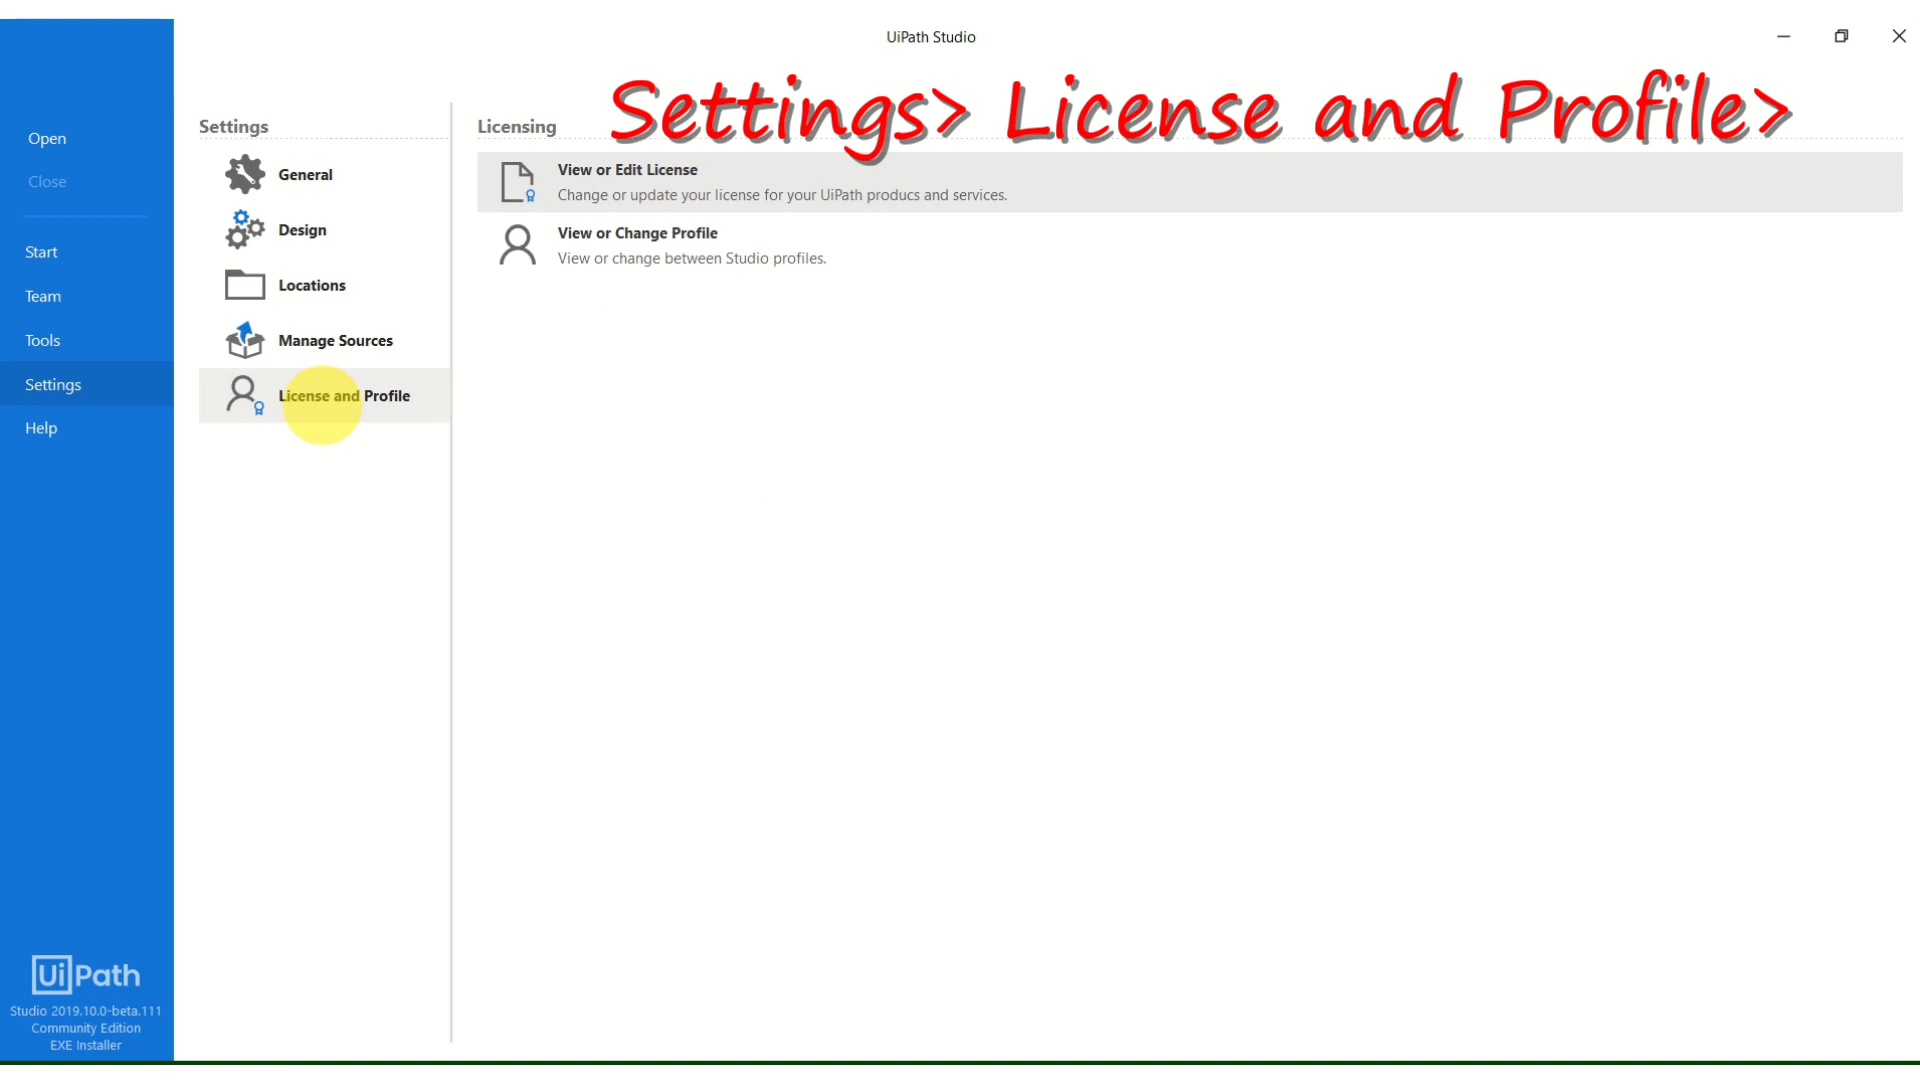 UiPath Studio
Settings> License and Profile>
Open
Close
Start
Team
Tools
Settings
Help
Settings
General
Design
Locations
Manage Sources
License and Profile
Licensing
View or Edit License
Change or update your license for your UiPath producs and services.
View or Change Profile
View or change between Studio profiles.
UiPath
Studio 2019.10.0-beta.111
Community Edition
EXE Installer